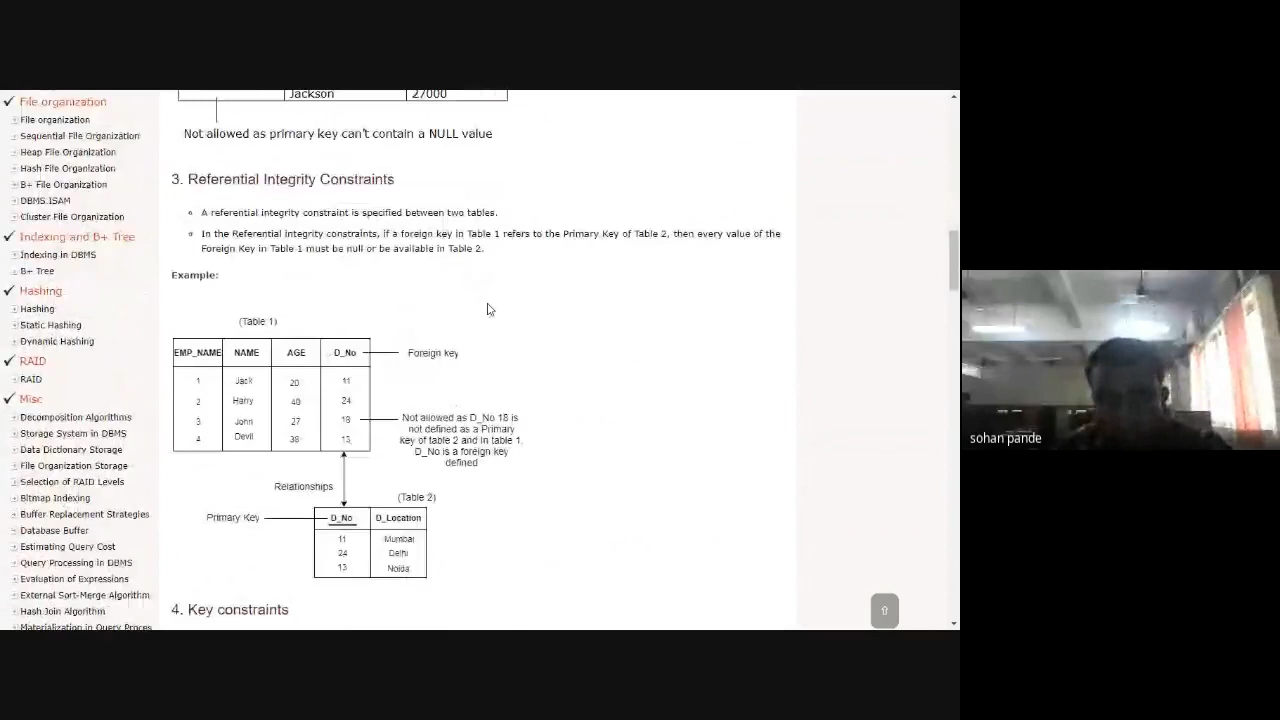 File organization
File organization
Sequential File Organization
Heap File Organization
Hash File Organization
B+ File Organization
DBMS ISAM
Cluster File Organization
Indexing and B+ Tree
Indexing in DBMS
B+ Tree
Hashing
Hashing
Static Hashing
Dynamic Hashing
RAID
RAID
Misc
Decomposition Algorithms
Storage System in DBMS
Data Dictionary Storage
File Organization Storage
Selection of RAID Levels
Bitmap Indexing
Buffer Replacement Strategies
Database Buffer
Estimating Query Cost
Query Processing in DBMS
Evaluation of Expressions
External Sort-Merge Algorithm
Hash Join Algorithm
Materialization in Query Proces
Jackson 27000
Not allowed as primary key can't contain a NULL value
3. Referential Integrity Constraints
A referential integrity constraint is specified between two tables.
In the Referential integrity constraints, if a foreign key in Table 1 refers to the Primary Key of Table 2, then every value of the
Foreign Key in Table 1 must be null or be available in Table 2.
Example:
(Table 1)
EMP_NAME NAME AGE D_No Foreign key
1 Jack 20 11
2 Harry 40 24
3 John 27 18
4 Devil 38 13
Not allowed as D_No 18 is
not defined as a Primary
key of table 2 and in table 1,
D_No is a foreign key
defined
Relationships
(Table 2)
Primary Key D_No D_Location
11 Mumbai
24 Delhi
13 Noida
4. Key constraints
sohan pande